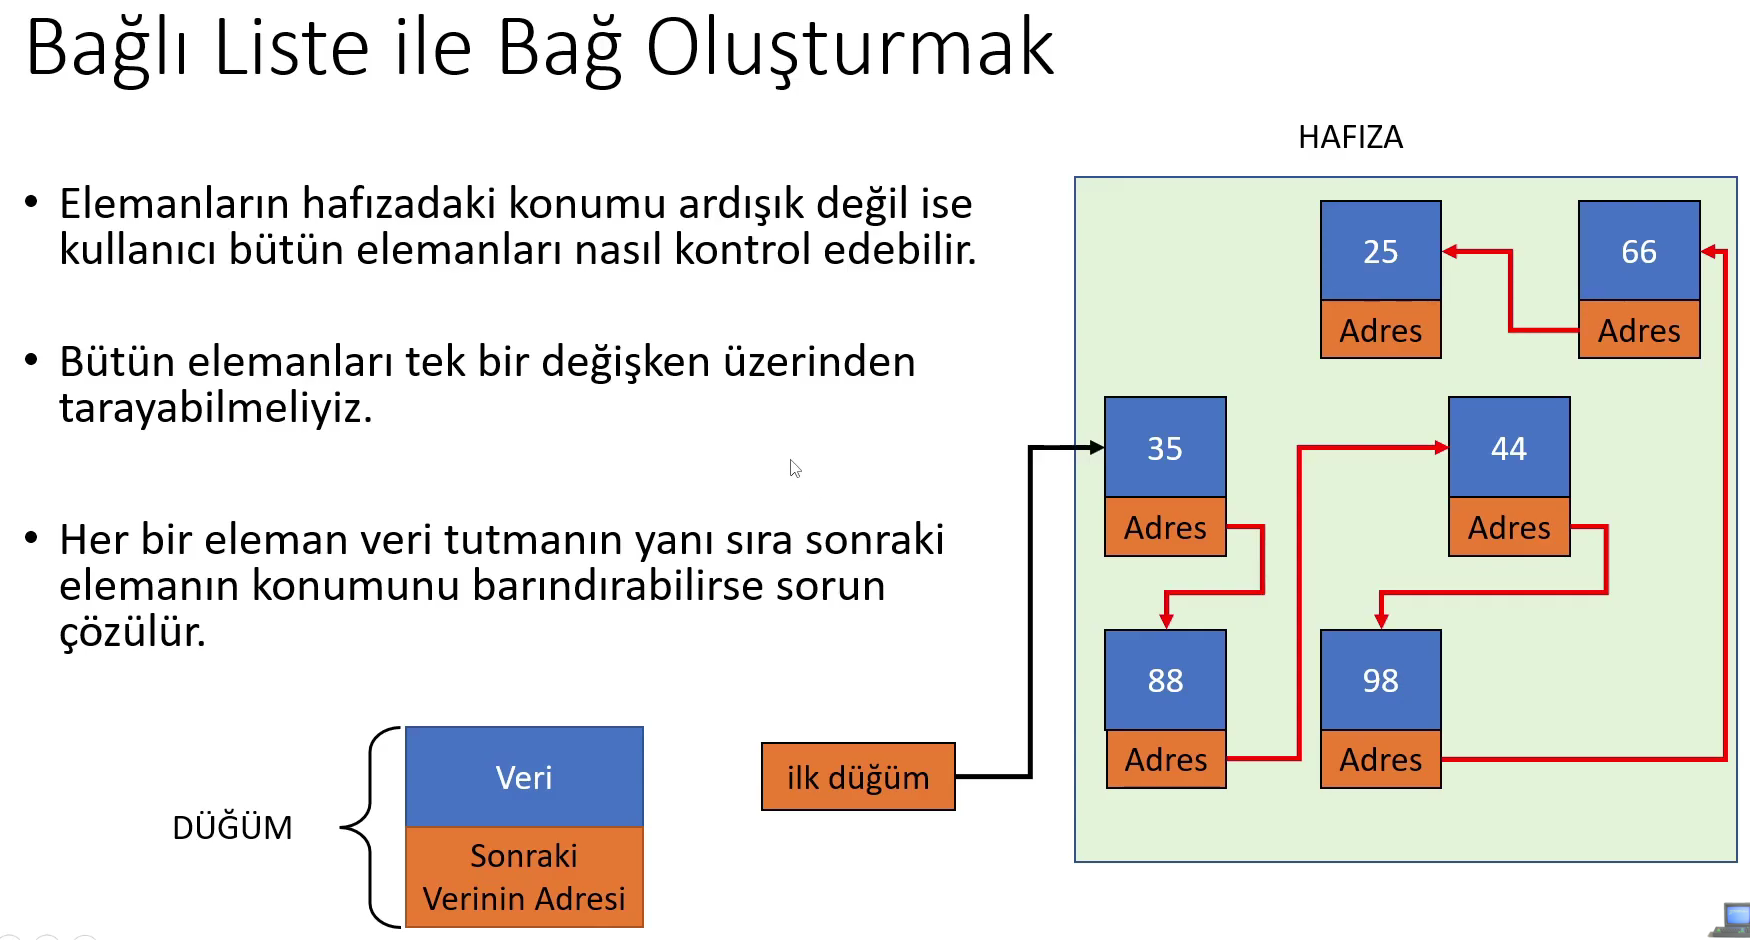 Bağlı Liste ile Bağ Oluşturmak
• Elemanların hafızadaki konumu ardışık değil ise
kullanıcı bütün elemanları nasıl kontrol edebilir.
• Bütün elemanları tek bir değişken üzerinden
tarayabilmeliyiz.
• Her bir eleman veri tutmanın yanı sıra sonraki
elemanın konumunu barındırabilirse sorun
çözülür.
DÜĞÜM
Veri
Sonraki
Verinin Adresi
ilk düğüm
HAFIZA
25
Adres
66
Adres
35
Adres
44
Adres
88
Adres
98
Adres